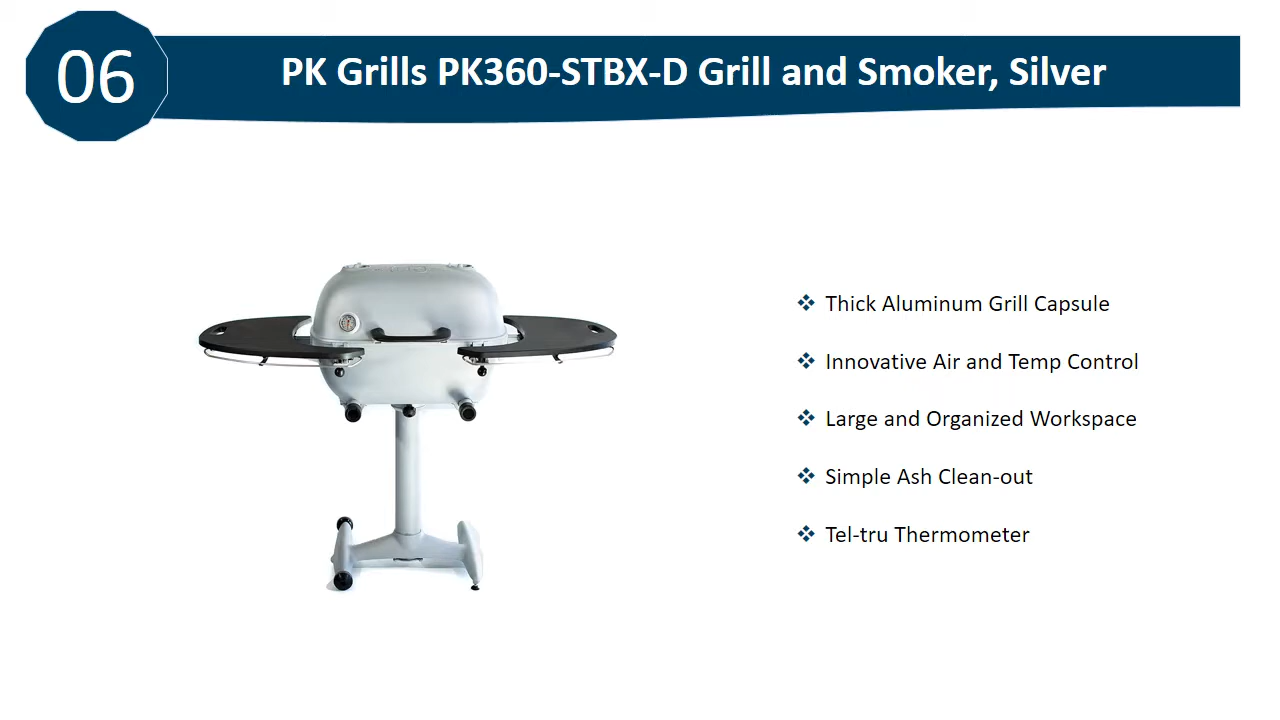 06
PK Grills PK360-STBX-D Grill and Smoker, Silver
Thick Aluminum Grill Capsule
Innovative Air and Temp Control
Large and Organized Workspace
Simple Ash Clean-out
Tel-tru Thermometer